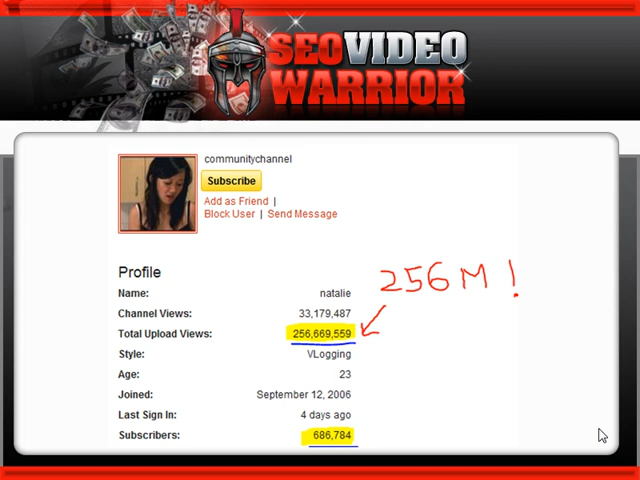 SEOVIDEO
WARRIOR
communitychannel
Subscribe
Add as Friend |
Block User | Send Message
Profile
256 M !
Name: natalie
Channel Views: 33,179,487
Total Upload Views: 256,669,559
Style: VLogging
Age: 23
Joined: September 12, 2006
Last Sign In: 4 days ago
Subscribers: 686,784